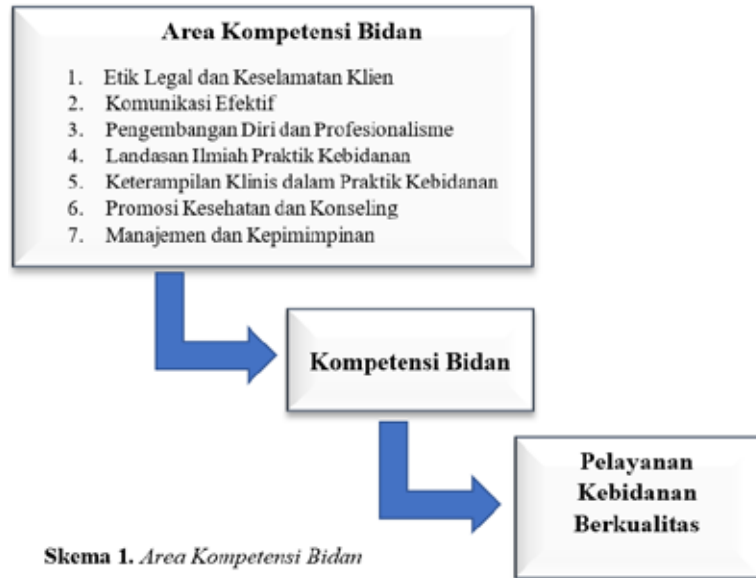 Area Kompetensi Bidan
1. Etik Legal dan Keselamatan Klien
2. Komunikasi Efektif
3. Pengembangan Diri dan Profesionalisme
4. Landasan Ilmiah Praktik Kebidanan
5. Keterampilan Klinis dalam Praktik Kebidanan
6. Promosi Kesehatan dan Konseling
7. Manajemen dan Kepimimpinan
Kompetensi Bidan
Pelayanan
Kebidanan
Berkualitas
Skema 1. Area Kompetensi Bidan